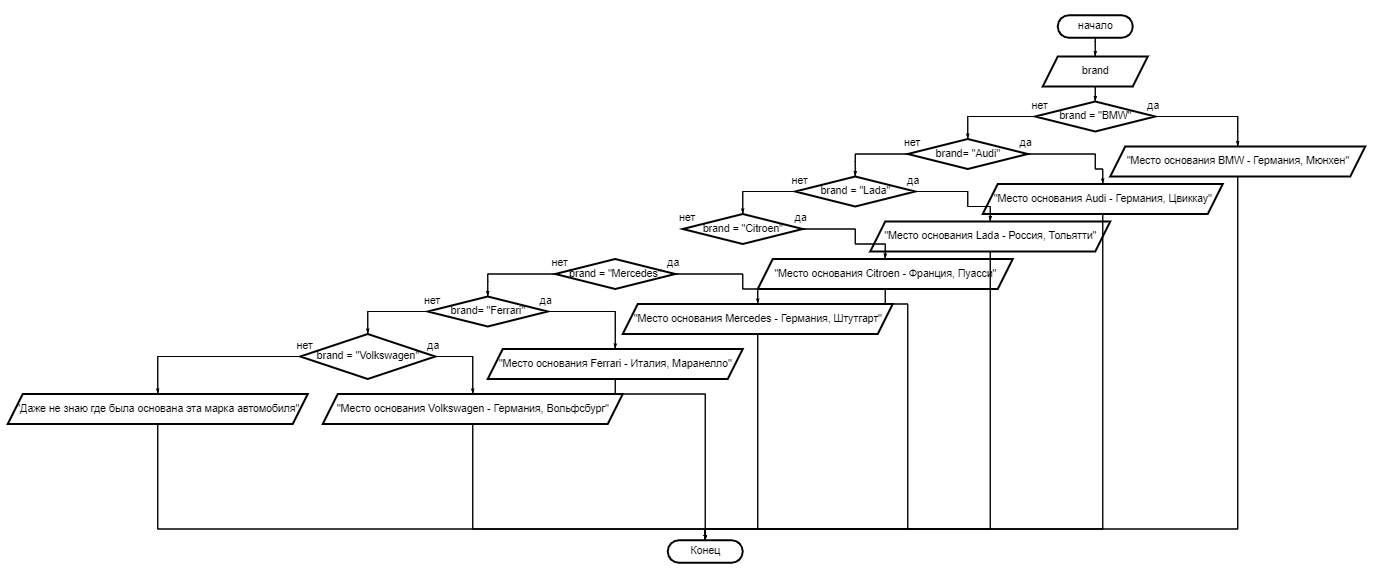 начало
brand
нет
да
brand = "BMW"
"Место основания BMW - Германия, Мюнхен"
нет
да
brand= "Audi"
"Место основания Audi - Германия, Цвиккау"
нет
да
brand = "Lada"
"Место основания Lada - Россия, Тольятти"
нет
да
brand = "Citroen"
"Место основания Citroen - Франция, Пуасси"
нет
да
brand = "Mercedes
"Место основания Mercedes - Германия, Штутгарт"
нет
да
brand= "Ferrari"
"Место основания Ferrari - Италия, Маранелло"
нет
да
brand = "Volkswagen"
"Даже не знаю где была основана эта марка автомобиля"
"Место основания Volkswagen - Германия, Вольфсбург"
Конец